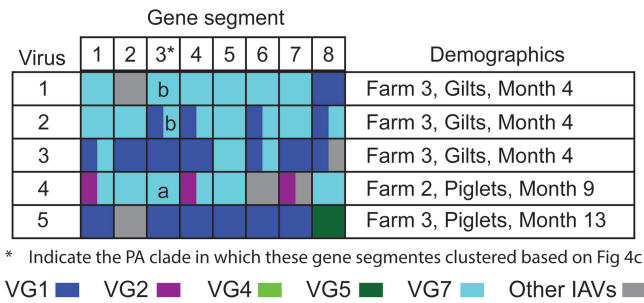 Gene segment
Virus 1 2 3* 4 5 6 7 8 Demographics
1 b Farm 3, Gilts, Month 4
2 b Farm 3, Gilts, Month 4
3 Farm 3, Gilts, Month 4
4 a Farm 2, Piglets, Month 9
5 Farm 3, Piglets, Month 13
* Indicate the PA clade in which these gene segmentes clustered based on Fig 4c
VG1 VG2 VG4 VG5 VG7 Other IAVs